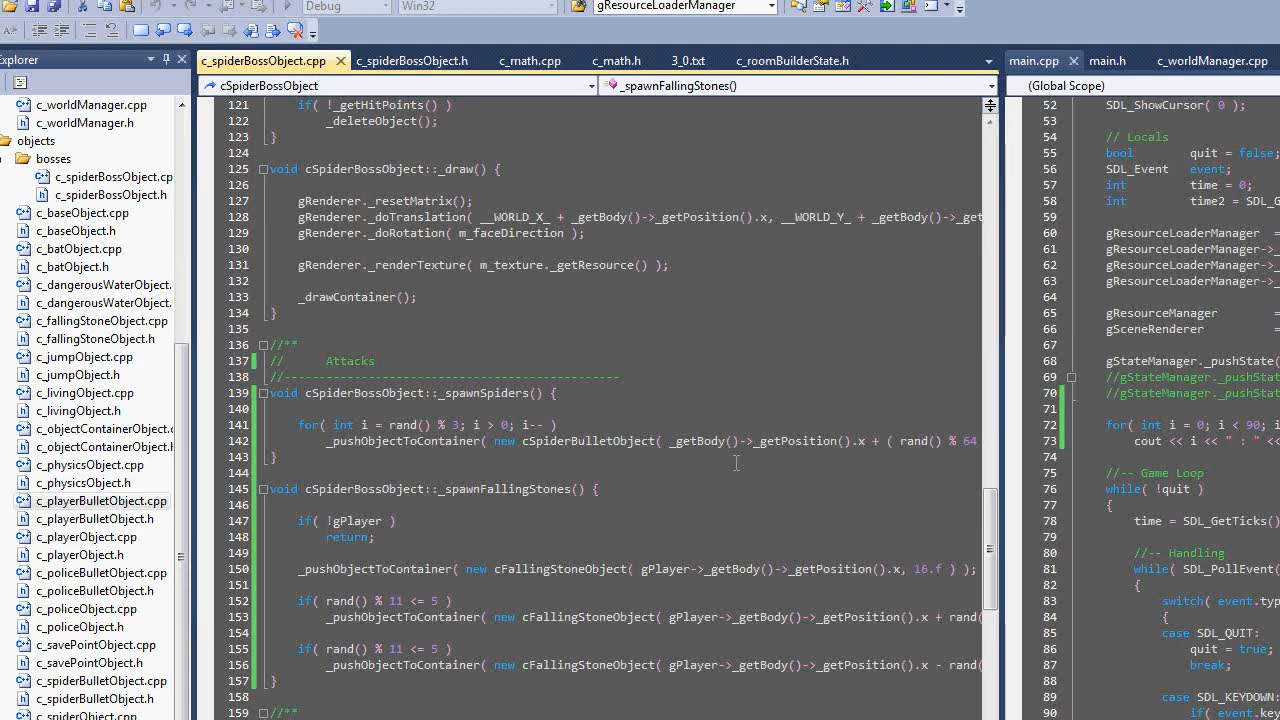 Debug Win32 gResourceLoaderManager
Explorer
c_worldManager.cpp
c_worldManager.h
objects
bosses
c_spiderBossObject.cp
c_spiderBossObject.h
c_baseObject.cpp
c_baseObject.h
c_batObject.cpp
c_batObject.h
c_dangerousWaterObject.
c_dangerousWaterObject.
c_fallingStoneObject.cpp
c_fallingStoneObject.h
c_jumpObject.cpp
c_jumpObject.h
c_livingObject.cpp
c_livingObject.h
c_objectContainerObject.c
c_objectContainerObject.h
c_physicsObject.cpp
c_physicsObject.h
c_playerBulletObject.cpp
c_playerBulletObject.h
c_playerObject.cpp
c_playerObject.h
c_policeBulletObject.cpp
c_policeBulletObject.h
c_policeObject.cpp
c_policeObject.h
c_savePointObject.cpp
c_savePointObject.h
c_spiderBulletObject.cpp
c_spiderBulletObject.h
c_spiderObject.cpp
c_spiderBossObject.cpp c_spiderBossObject.h c_math.cpp c_math.h 3_0.txt c_roomBuilderState.h
cSpiderBossObject _spawnFallingStones()
121 if( !_getHitPoints() )
122 _deleteObject();
123 }
124
125 void cSpiderBossObject::_draw() {
126
127 gRenderer._resetMatrix();
128 gRenderer._doTranslation( __WORLD_X_ + _getBody()->_getPosition().x, __WORLD_Y_ + _getBody()->_get
129 gRenderer._doRotation( m_faceDirection );
130
131 gRenderer._renderTexture( m_texture._getResource() );
132
133 _drawContainer();
134 }
135
136 //**
137 // Attacks
138 //------------------------------------------------
139 void cSpiderBossObject::_spawnSpiders() {
140
141 for( int i = rand() % 3; i > 0; i-- )
142 _pushObjectToContainer( new cSpiderBulletObject( _getBody()->_getPosition().x + ( rand() % 64
143 }
144
145 void cSpiderBossObject::_spawnFallingStones() {
146
147 if( !gPlayer )
148 return;
149
150 _pushObjectToContainer( new cFallingStoneObject( gPlayer->_getBody()->_getPosition().x, 16.f ) );
151
152 if( rand() % 11 <= 5 )
153 _pushObjectToContainer( new cFallingStoneObject( gPlayer->_getBody()->_getPosition().x + rand(
154
155 if( rand() % 11 <= 5 )
156 _pushObjectToContainer( new cFallingStoneObject( gPlayer->_getBody()->_getPosition().x - rand(
157 }
158
159 //**
main.cpp main.h c_worldManager.cpp
(Global Scope)
52 SDL_ShowCursor( 0 );
53
54 // Locals
55 bool quit = false;
56 SDL_Event event;
57 int time = 0;
58 int time2 = SDL_G
59
60 gResourceLoaderManager =
61 gResourceLoaderManager->_
62 gResourceLoaderManager->_
63 gResourceLoaderManager->_
64
65 gResourceManager =
66 gSceneRenderer =
67
68 gStateManager._pushState(
69 //gStateManager._pushStat
70 //gStateManager._pushStat
71
72 for( int i = 0; i < 90; i
73 cout << i << " : " <<
74
75 //-- Game Loop
76 while( !quit )
77 {
78 time = SDL_GetTicks()
79
80 //-- Handling
81 while( SDL_PollEvent(
82 {
83 switch( event.typ
84 {
85 case SDL_QUIT:
86 quit = true;
87 break;
88
89 case SDL_KEYDOWN:
90 if( event.key